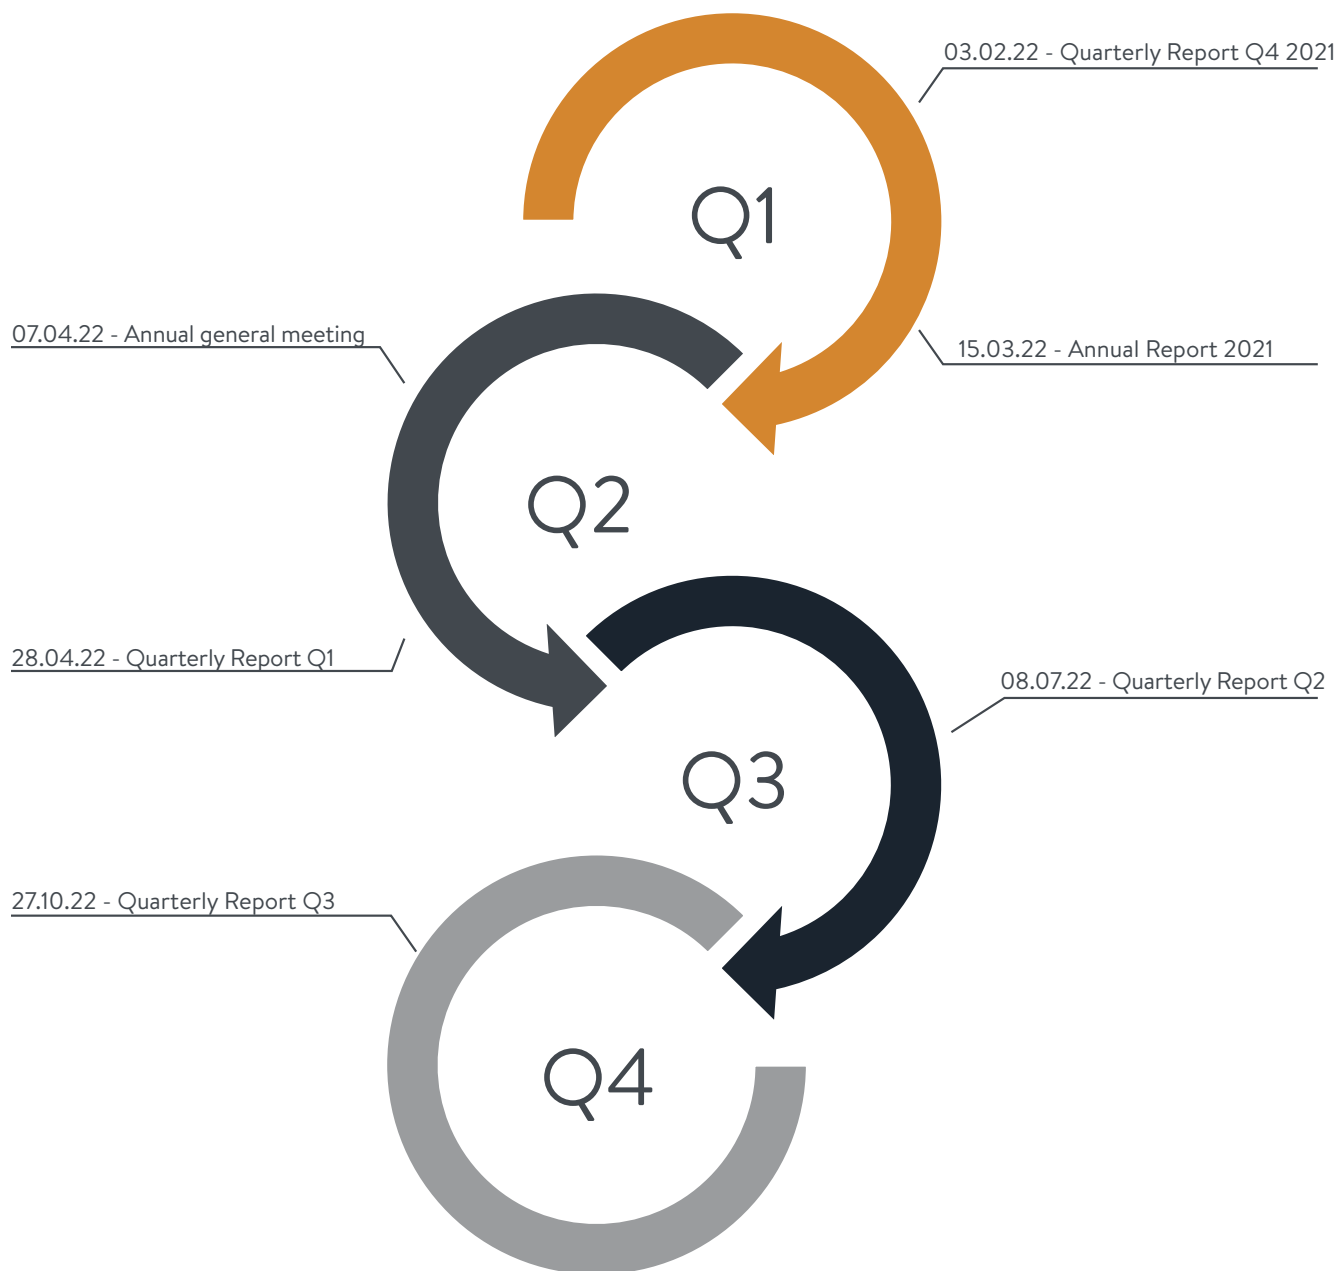 03.02.22 - Quarterly Report Q4 2021
Q1
07.04.22 - Annual general meeting
15.03.22 - Annual Report 2021
Q2
28.04.22 - Quarterly Report Q1
08.07.22 - Quarterly Report Q2
Q3
27.10.22 - Quarterly Report Q3
Q4